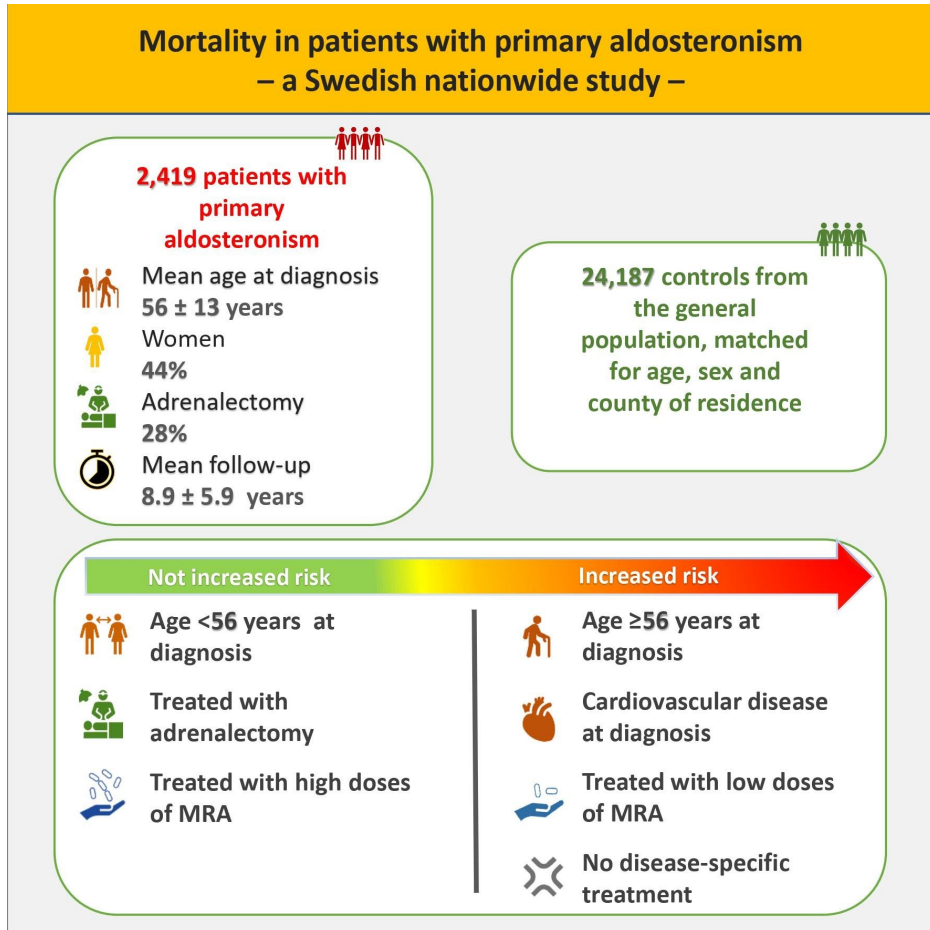 Mortality in patients with primary aldosteronism
– a Swedish nationwide study –
2,419 patients with
primary
aldosteronism
Mean age at diagnosis
56 ± 13 years
Women
44%
Adrenalectomy
28%
Mean follow-up
8.9 ± 5.9 years
24,187 controls from
the general
population, matched
for age, sex and
county of residence
Not increased risk
Increased risk
Age <56 years at
diagnosis
Treated with
adrenalectomy
Treated with high doses
of MRA
Age ≥56 years at
diagnosis
Cardiovascular disease
at diagnosis
Treated with low doses
of MRA
No disease-specific
treatment